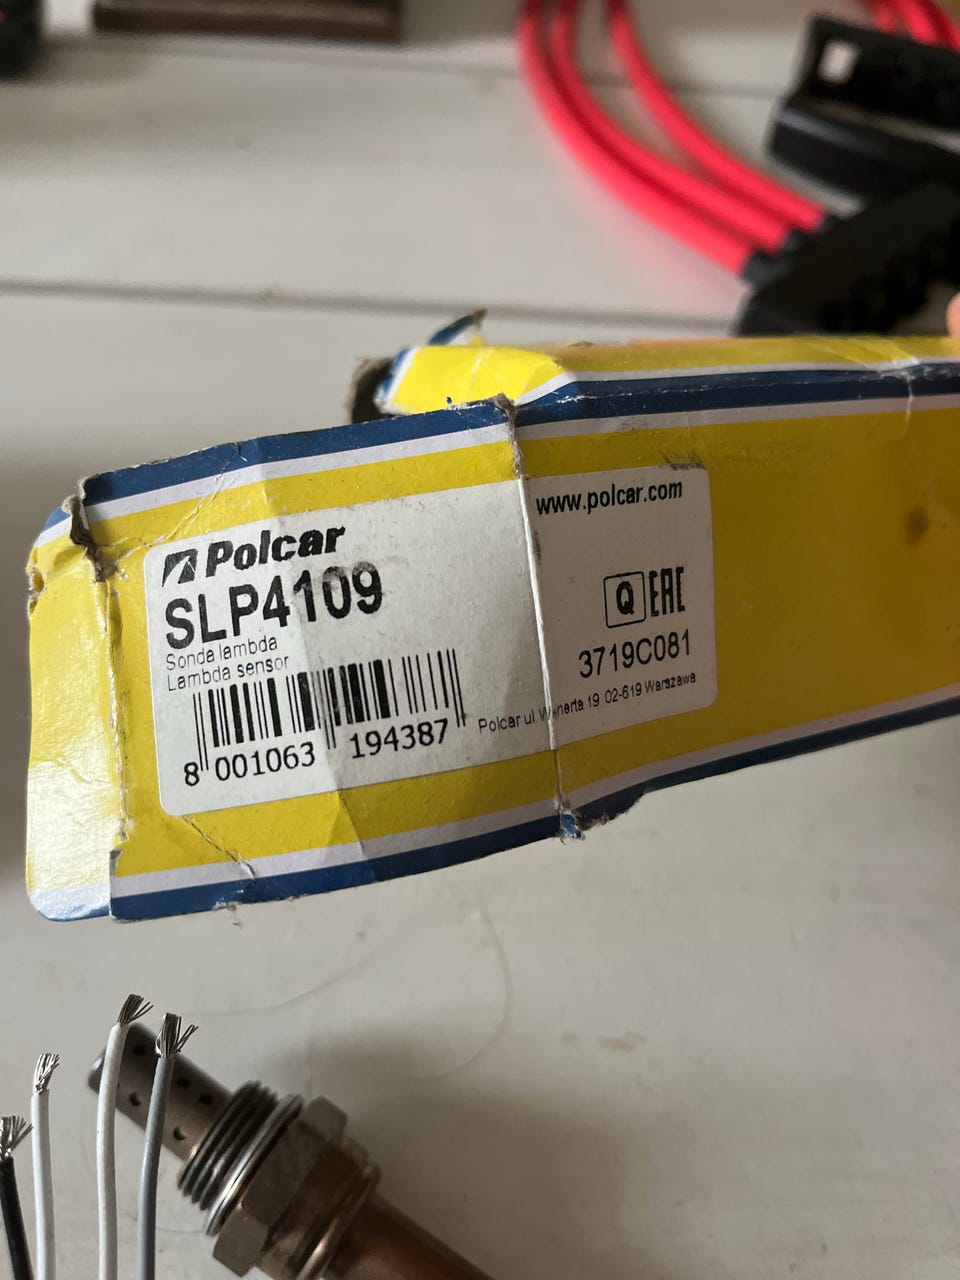 Polcar
SLP4109
Sonda lambda
Lambda sensor
8 001063 194387
www.polcar.com
Q EAC
3719C081
Polcar ul. 19 02-619 Warszawa